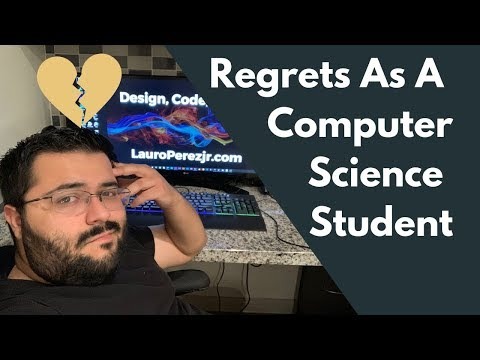 Regrets As A
Computer
Science
Student
Design, Code,
LauroPerezjr.com